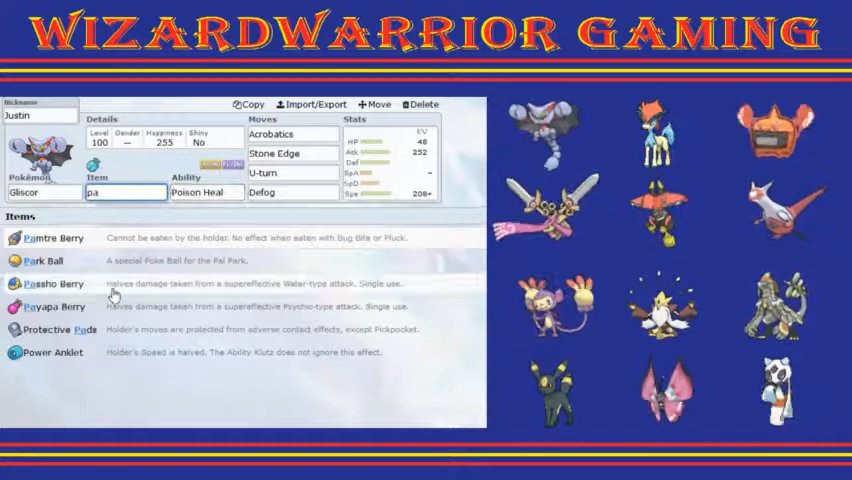 WIZARDWARRIOR GAMING
Nickname
Justin
Copy Import/Export Move Delete
Details
Level Gender Happiness Shiny
100 — 255 No
Pokémon
Gliscor
Item
pa
Ability
Poison Heal
Moves
Acrobatics
Stone Edge
U-turn
Defog
Stats
EV
HP 48
Atk 252
Def
SpA -
SpD
Spe 208+
Items
Pamtre Berry Cannot be eaten by the holder. No effect when eaten with Bug Bite or Pluck.
Park Ball A special Poke Ball for the Pal Park.
Passho Berry Halves damage taken from a supereffective Water-type attack. Single use.
Payapa Berry Halves damage taken from a supereffective Psychic-type attack. Single use.
Protective Pads Holder's moves are protected from adverse contact effects, except Pickpocket.
Power Anklet Holder's Speed is halved. The Ability Klutz does not ignore this effect.